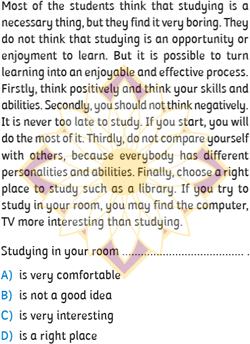 Most of the students think that studying is a
necessary thing, but they find it very boring. They
do not think that studying is an opportunity or
enjoyment to learn. But it is possible to turn
learning into an enjoyable and effective process.
Firstly, think positively and think your skills and
abilities. Secondly, you should not think negatively.
It is never too late to study. If you start, you will
do the most of it. Thirdly, do not compare yourself
with others, because everybody has different
personalities and abilities. Finally, choose a right
place to study such as a library. If you try to
study in your room, you may find the computer,
TV more interesting than studying.
Studying in your room ..................................... .
A) is very comfortable
B) is not a good idea
C) is very interesting
D) is a right place